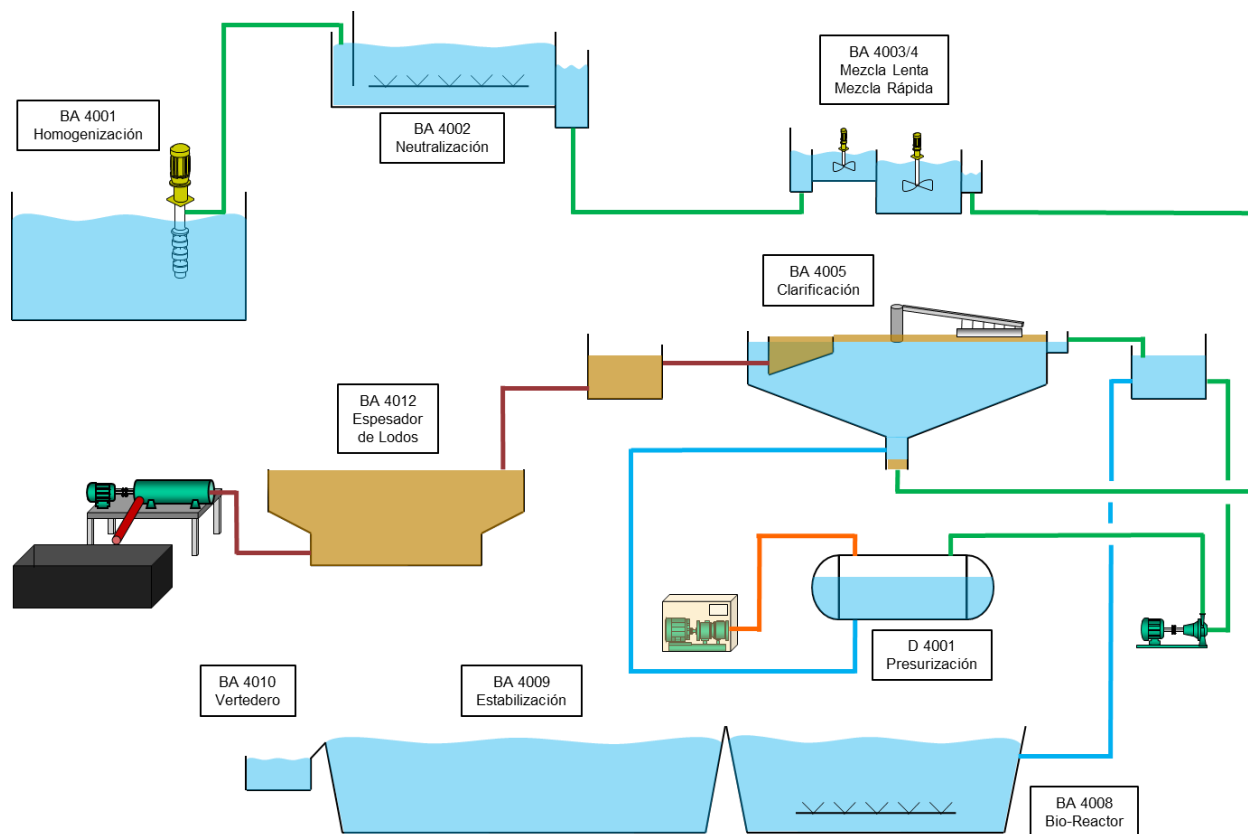 BA 4001
Homogenización
BA 4002
Neutralización
BA 4003/4
Mezcla Lenta
Mezcla Rápida
BA 4005
Clarificación
BA 4012
Espesador
de Lodos
D 4001
Presurización
BA 4010
Vertedero
BA 4009
Estabilización
BA 4008
Bio-Reactor